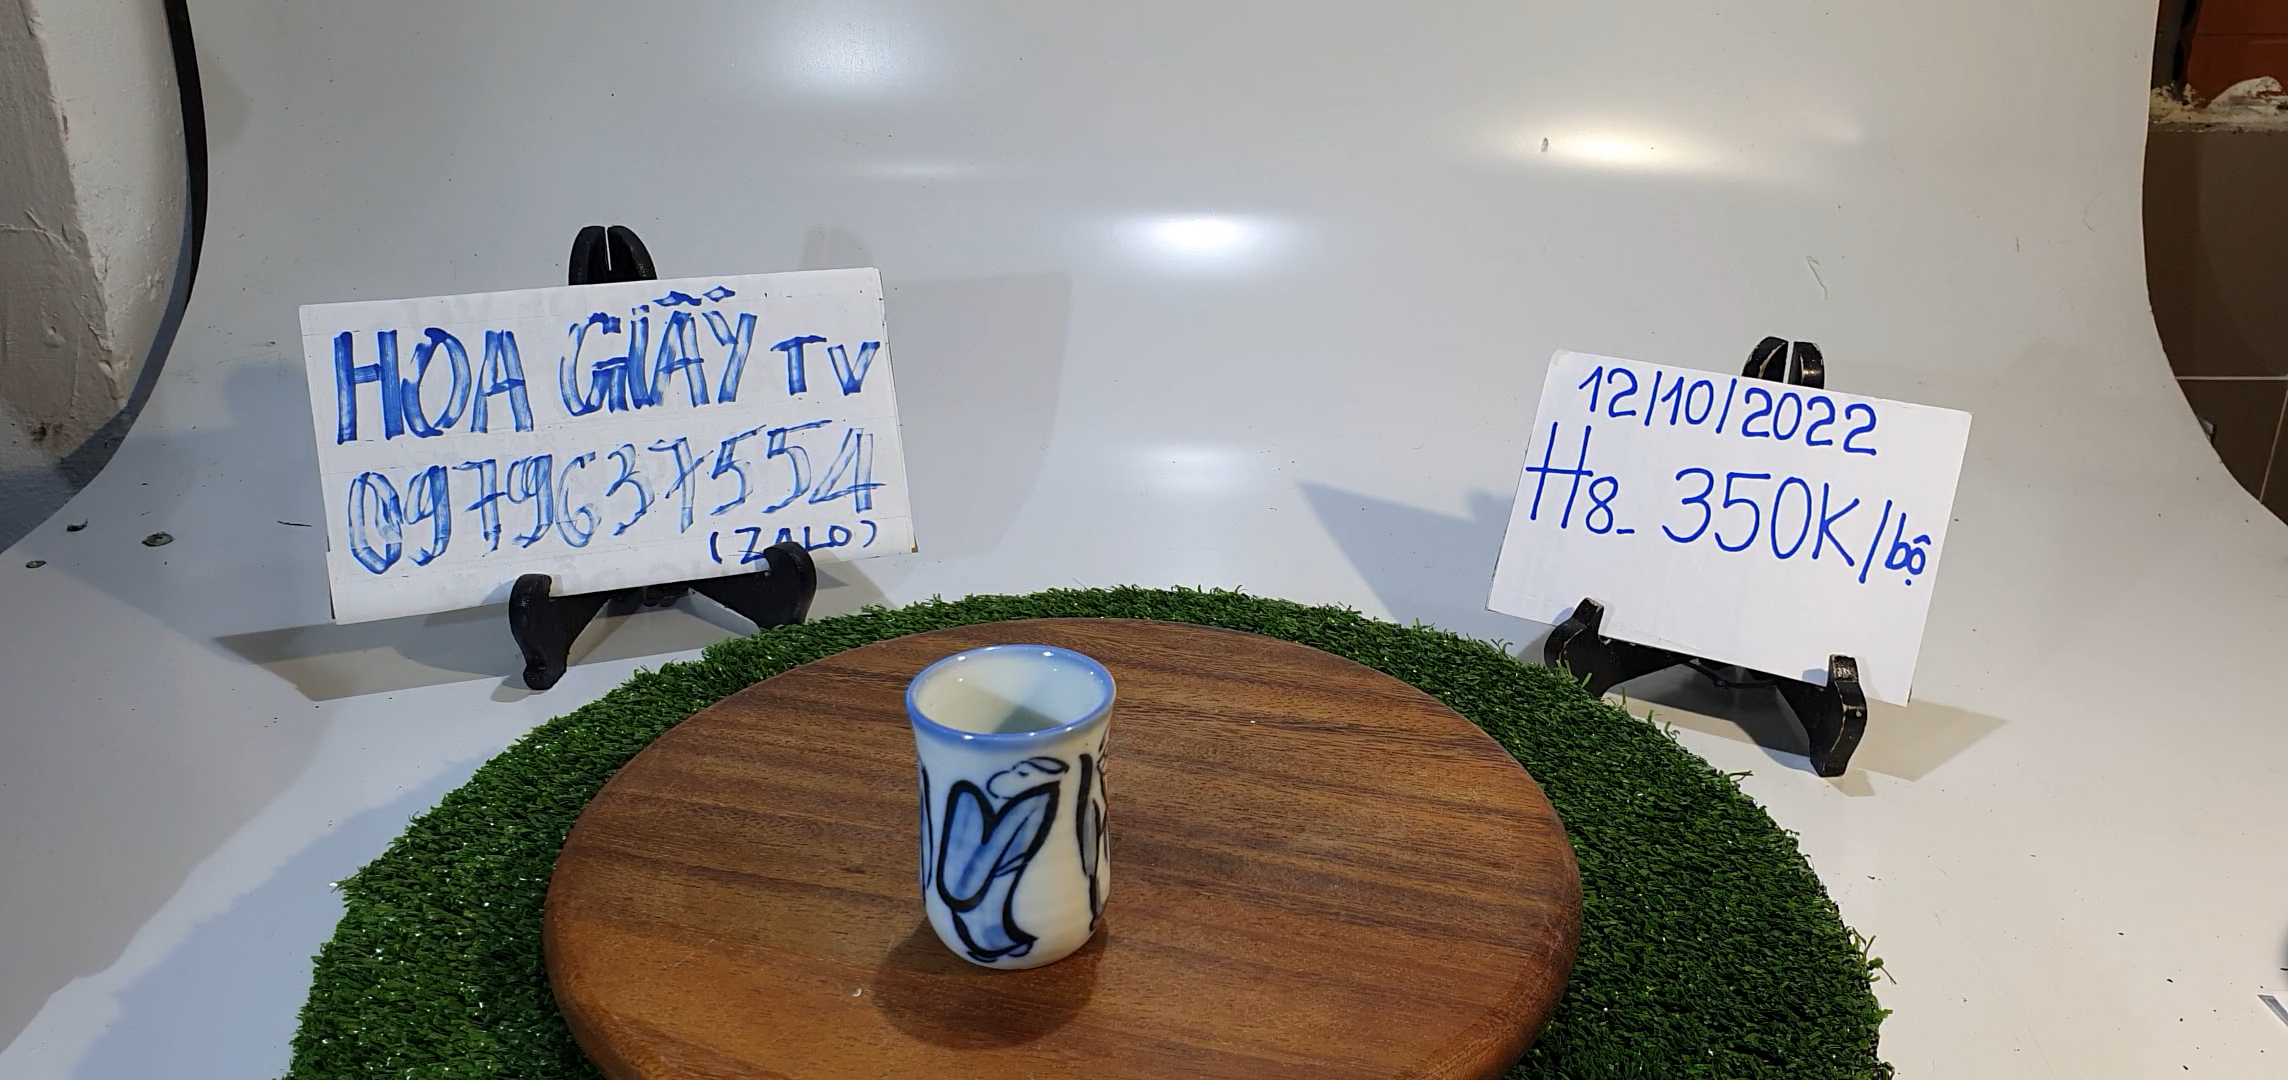 HOA GIẤY TV
0979637554
(ZALO)
12/10/2022
H8_ 350K/bộ